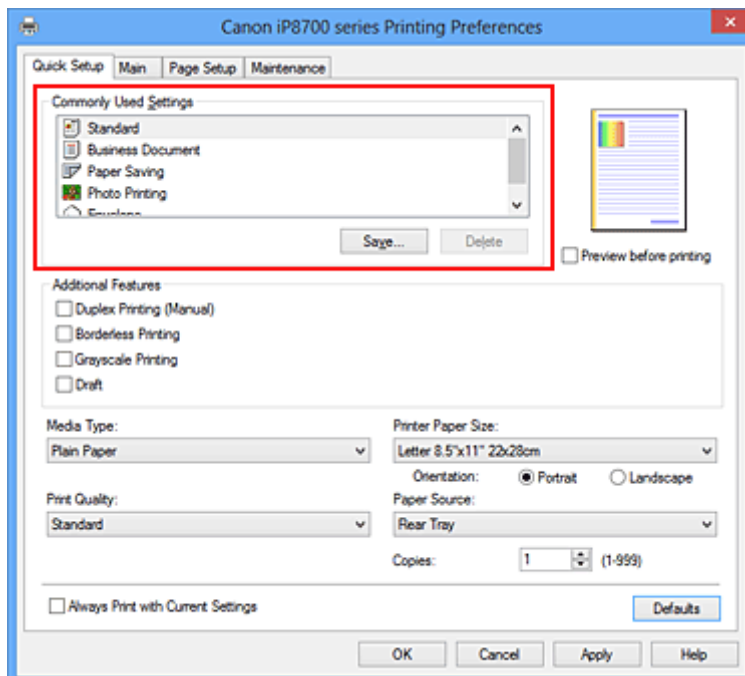 Canon iP8700 series Printing Preferences
Quick Setup Main Page Setup Maintenance
Commonly Used Settings
Standard
Business Document
Paper Saving
Photo Printing
Envelope
Save... Delete
Preview before printing
Addtional Features
Duplex Printing (Manual)
Borderless Printing
Grayscale Printing
Draft
Media Type:
Plain Paper
Printer Paper Size:
Letter 8.5"x11" 22x28cm
Orientation: Portrait Landscape
Print Quality:
Standard
Paper Source:
Rear Tray
Copies: 1 (1-999)
Always Print with Current Settings
Defaults
OK Cancel Apply Help